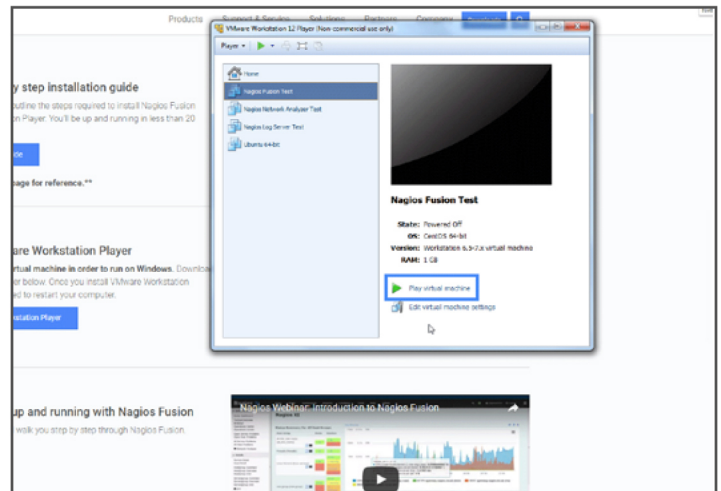 Products Support & Service Solutions Partners Company
VMware Workstation 12 Player (Non-commercial use only)
Player
Home
Nagios Fusion Test
Nagios Network Analyzer Test
Nagios Log Server Test
Ubuntu 64-bit
Nagios Fusion Test
State: Powered Off
OS: CentOS 64-bit
Version: Workstation 6.5-7.x virtual machine
RAM: 1 GB
Play virtual machine
Edit virtual machine settings
y step installation guide
outline the steps required to install Nagios Fusion
n Player. You'll be up and running in less than 20
de
page for reference.**
are Workstation Player
rtual machine in order to run on Windows. Download
er below. Once you install VMware Workstation
ed to restart your computer.
kstation Player
up and running with Nagios Fusion
walk you step by step through Nagios Fusion.
Nagios Webinar: Introduction to Nagios Fusion
Nagios XI